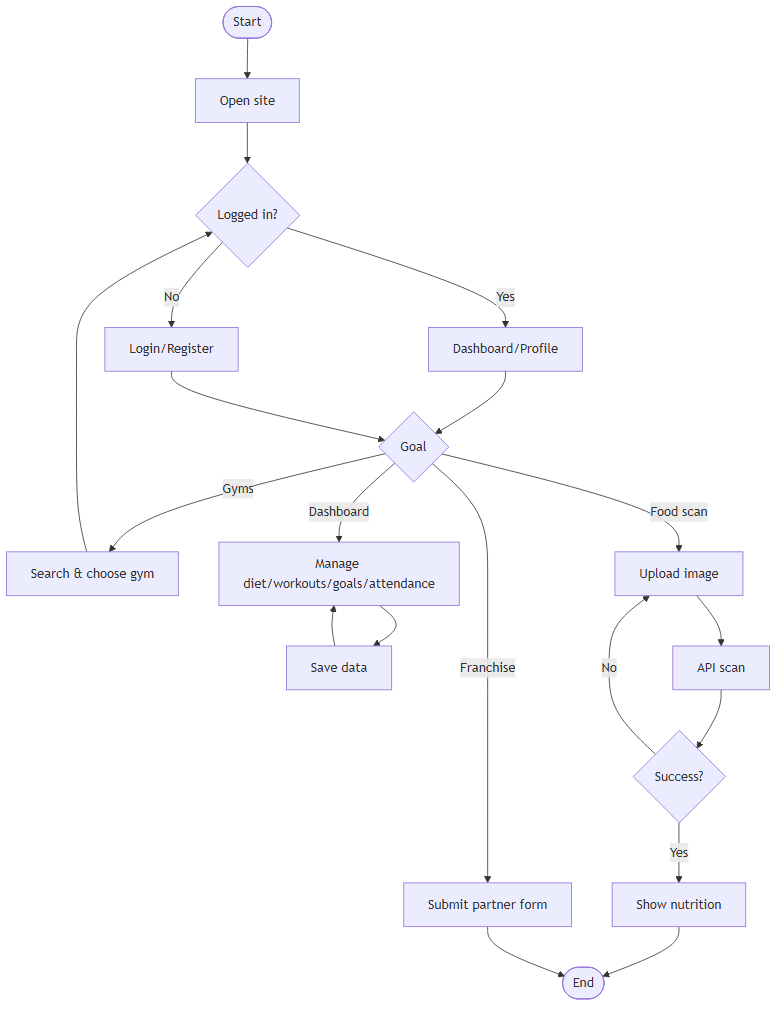 Start
Open site
Logged in?
No
Yes
Login/Register
Dashboard/Profile
Goal
Gyms
Dashboard
Food scan
Search & choose gym
Manage
diet/workouts/goals/attendance
Upload image
Save data
Franchise
No
API scan
Success?
Yes
Submit partner form
Show nutrition
End